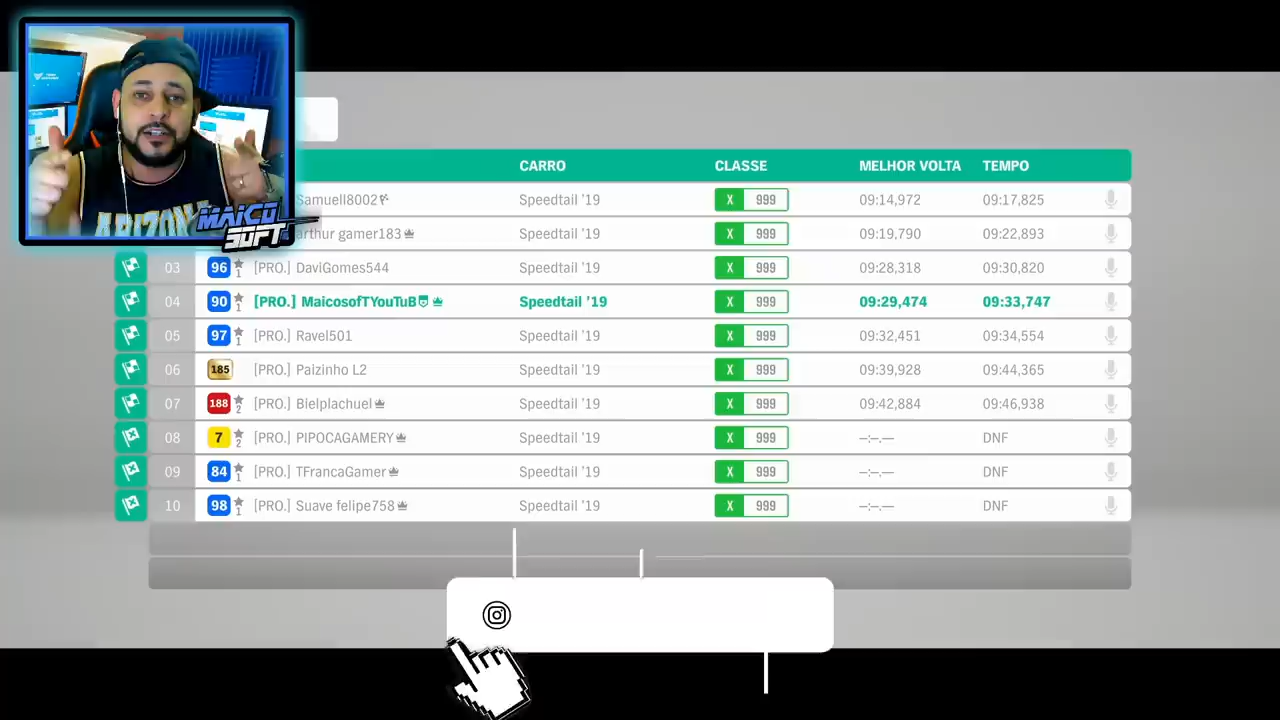 CARRO CLASSE MELHOR VOLTA TEMPO
Samuell8002 Speedtail '19 X 999 09:14,972 09:17,825
arthur gamer183 Speedtail '19 X 999 09:19,790 09:22,893
03 96 1 [PRO.] DaviGomes544 Speedtail '19 X 999 09:28,318 09:30,820
04 90 1 [PRO.] MaicosofTYouTuB Speedtail '19 X 999 09:29,474 09:33,747
05 97 1 [PRO.] Ravel501 Speedtail '19 X 999 09:32,451 09:34,554
06 185 [PRO.] Paizinho L2 Speedtail '19 X 999 09:39,928 09:44,365
07 188 2 [PRO.] Bielplachuel Speedtail '19 X 999 09:42,884 09:46,938
08 7 2 [PRO.] PIPOCAGAMERY Speedtail '19 X 999 --:--.--- DNF
09 84 1 [PRO.] TFrancaGamer Speedtail '19 X 999 --:--.--- DNF
10 98 1 [PRO.] Suave felipe758 Speedtail '19 X 999 --:--.--- DNF
ARIZONA
MAICO
SOFT